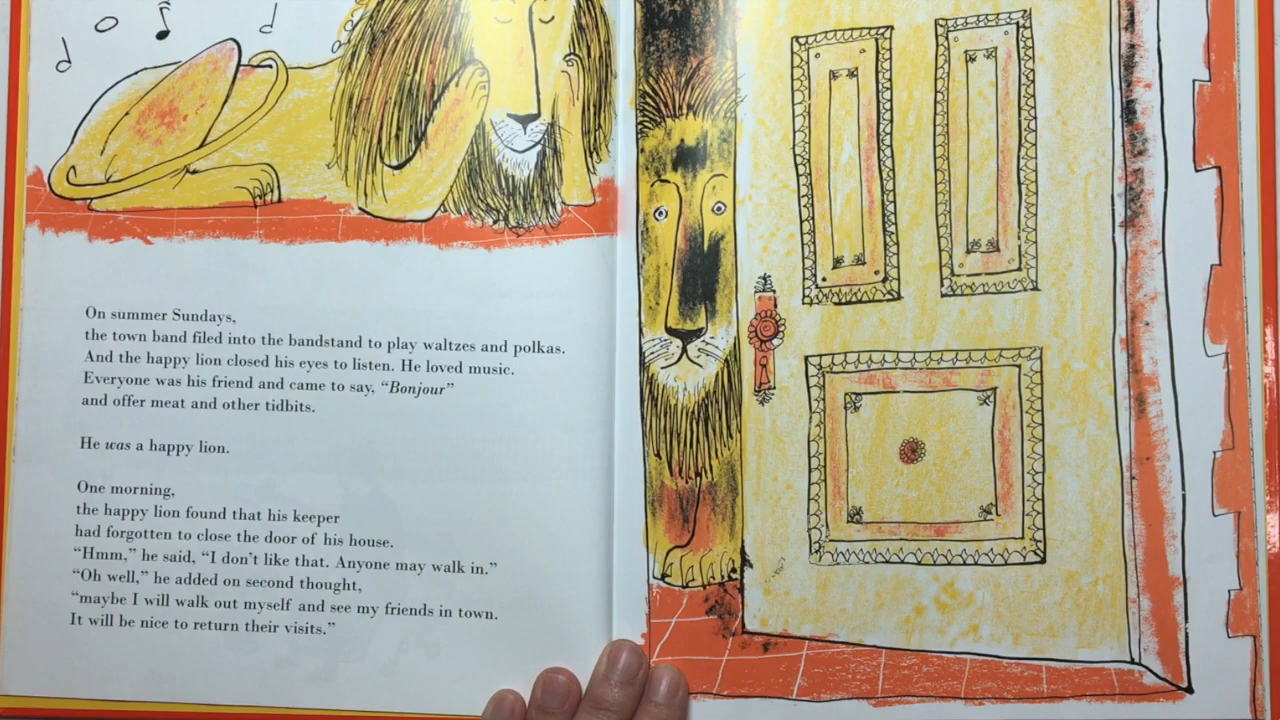 On summer Sundays,
the town band filed into the bandstand to play waltzes and polkas.
And the happy lion closed his eyes to listen. He loved music.
Everyone was his friend and came to say, “Bonjour”
and offer meat and other tidbits.
He was a happy lion.
One morning,
the happy lion found that his keeper
had forgotten to close the door of his house.
“Hmm,” he said, “I don’t like that. Anyone may walk in.”
“Oh well,” he added on second thought,
“maybe I will walk out myself and see my friends in town.
It will be nice to return their visits.”